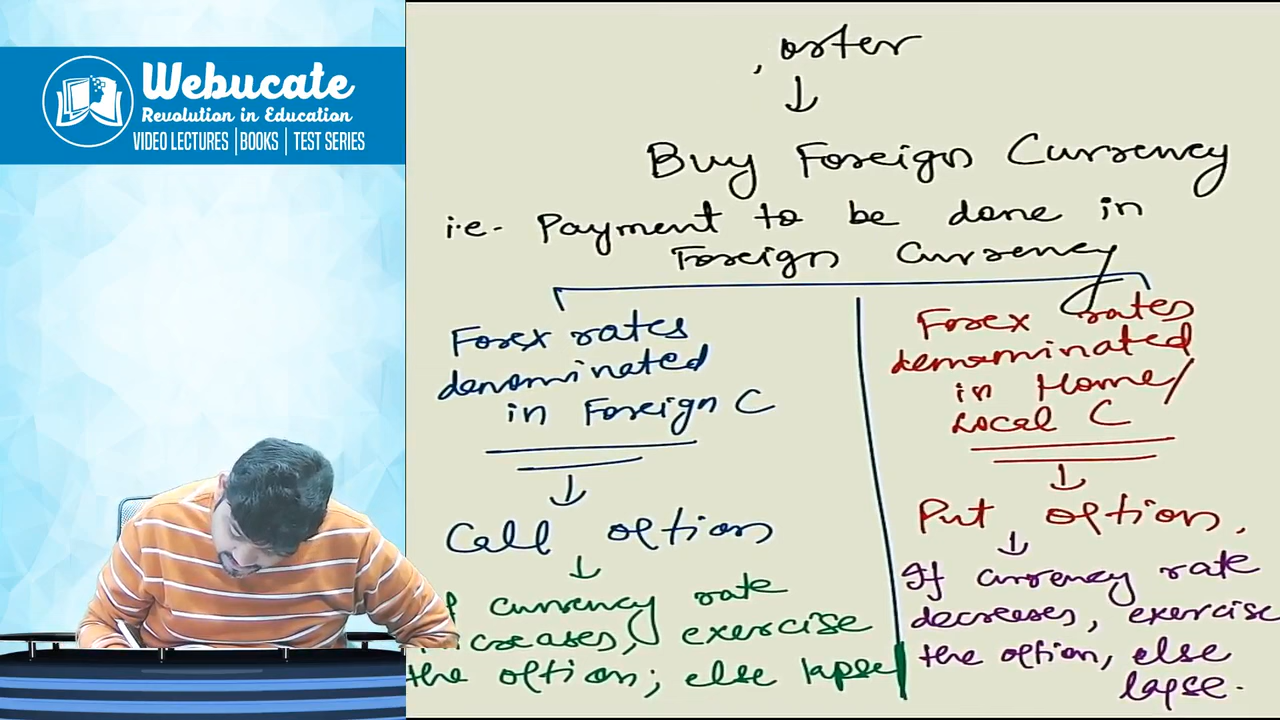 Webucate
Revolution in Education
VIDEO LECTURES | BOOKS | TEST SERIES
Buy Foreign Currency
i.e. Payment to be done in
Foreign Currency
Forex rates
denominated
in Foreign C
Call option
currency rate
exercise
the option; else lapse
Forex rates
denominated
in Home/
Local C
Put option.
If currency rate
decreases, exercise
the option, else
lapse.